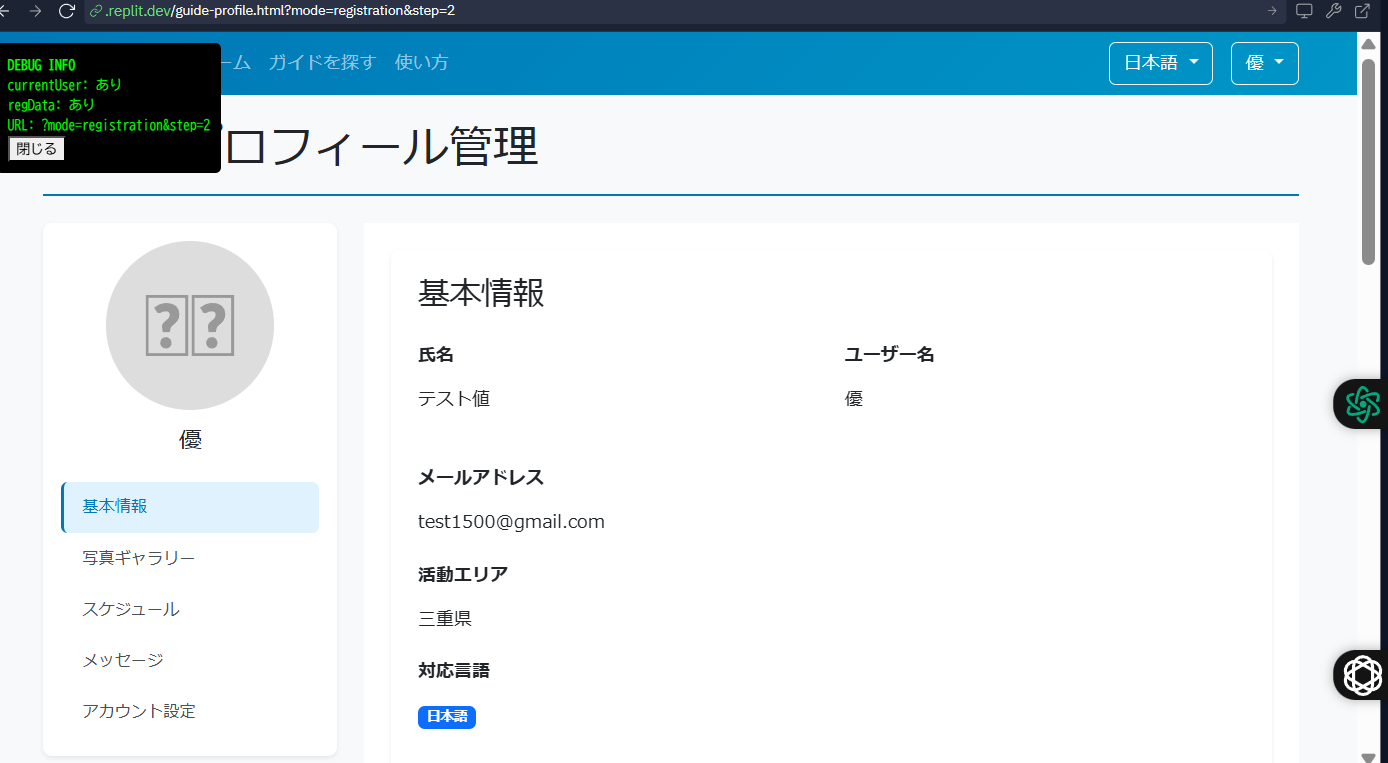 .replit.dev/guide-profile.html?mode=registration&step=2
DEBUG INFO
currentUser: あり
regData: あり
URL: ?mode=registration&step=2
閉じる
ーム ガイドを探す 使い方
日本語 優
ロフィール管理
優
基本情報
写真ギャラリー
スケジュール
メッセージ
アカウント設定
基本情報
氏名 ユーザー名
テスト値 優
メールアドレス
test1500@gmail.com
活動エリア
三重県
対応言語
日本語